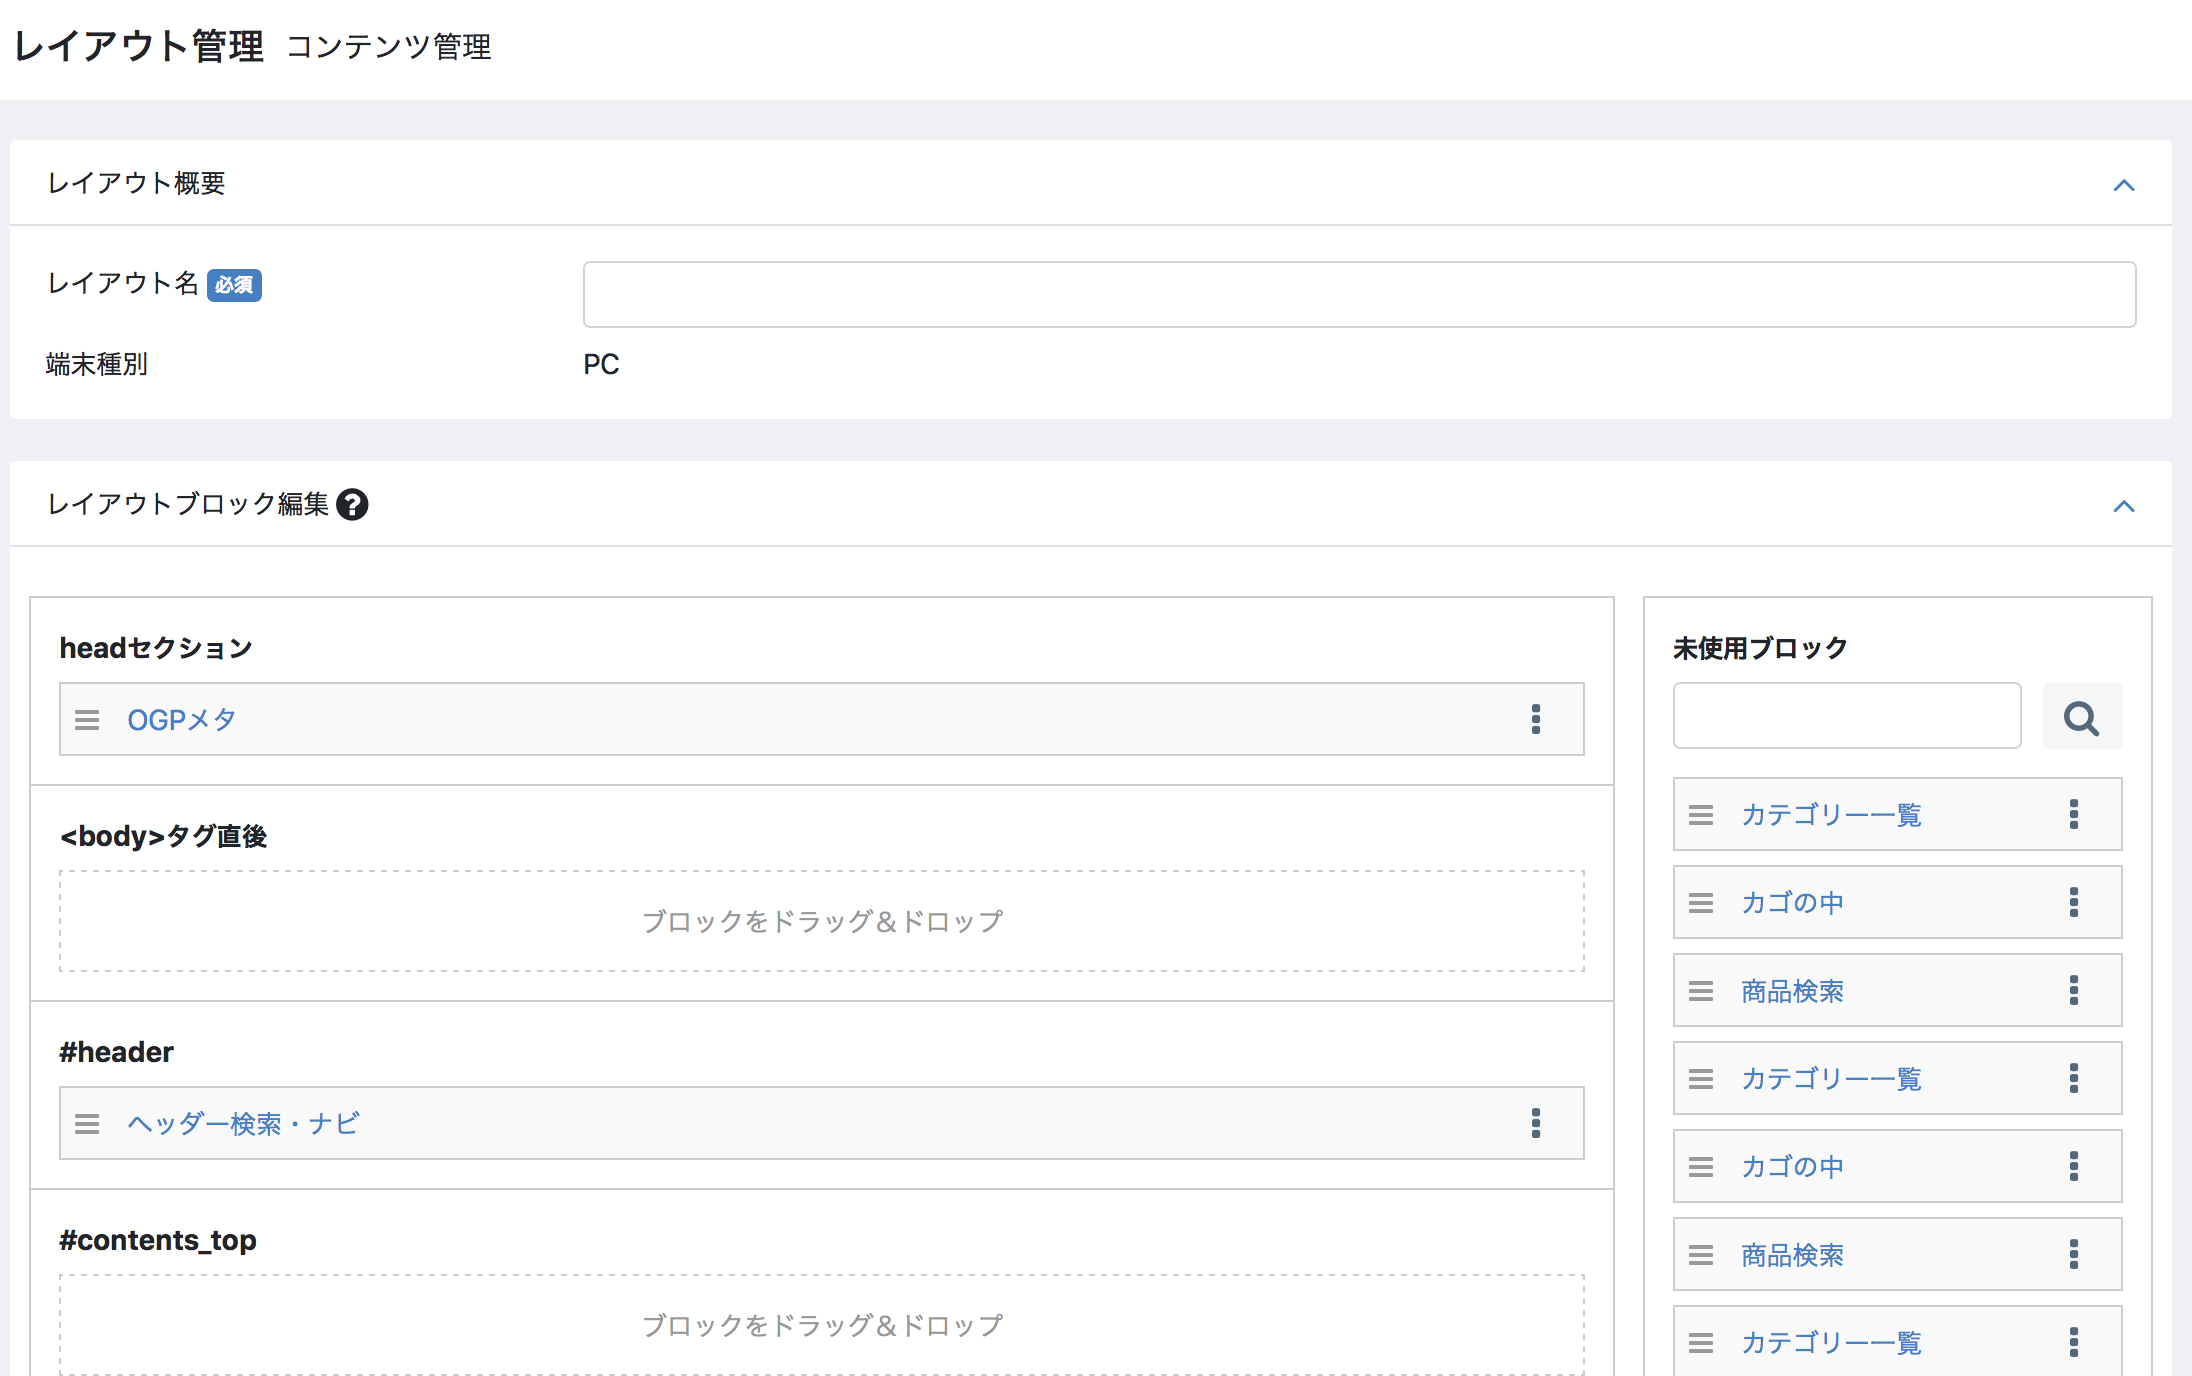 レイアウト管理 コンテンツ管理
レイアウト概要
レイアウト名 必須
端末種別 PC
レイアウトブロック編集 ?
headセクション
OGPメタ
<body>タグ直後
ブロックをドラッグ&ドロップ
#header
ヘッダー検索・ナビ
#contents_top
ブロックをドラッグ&ドロップ
未使用ブロック
カテゴリー一覧
カゴの中
商品検索
カテゴリー一覧
カゴの中
商品検索
カテゴリー一覧